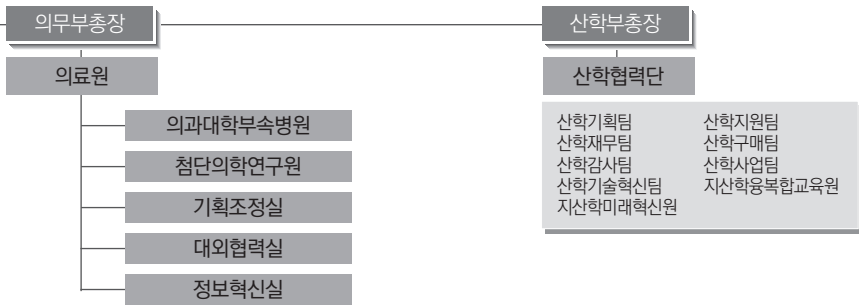 의무부총장
산학부총장
의료원
산학협력단
의과대학부속병원
첨단의학연구원
기획조정실
대외협력실
정보혁신실
산학기획팀 산학지원팀
산학재무팀 산학구매팀
산학감사팀 산학사업팀
산학기술혁신팀 지산학융복합교육원
지산학미래혁신원